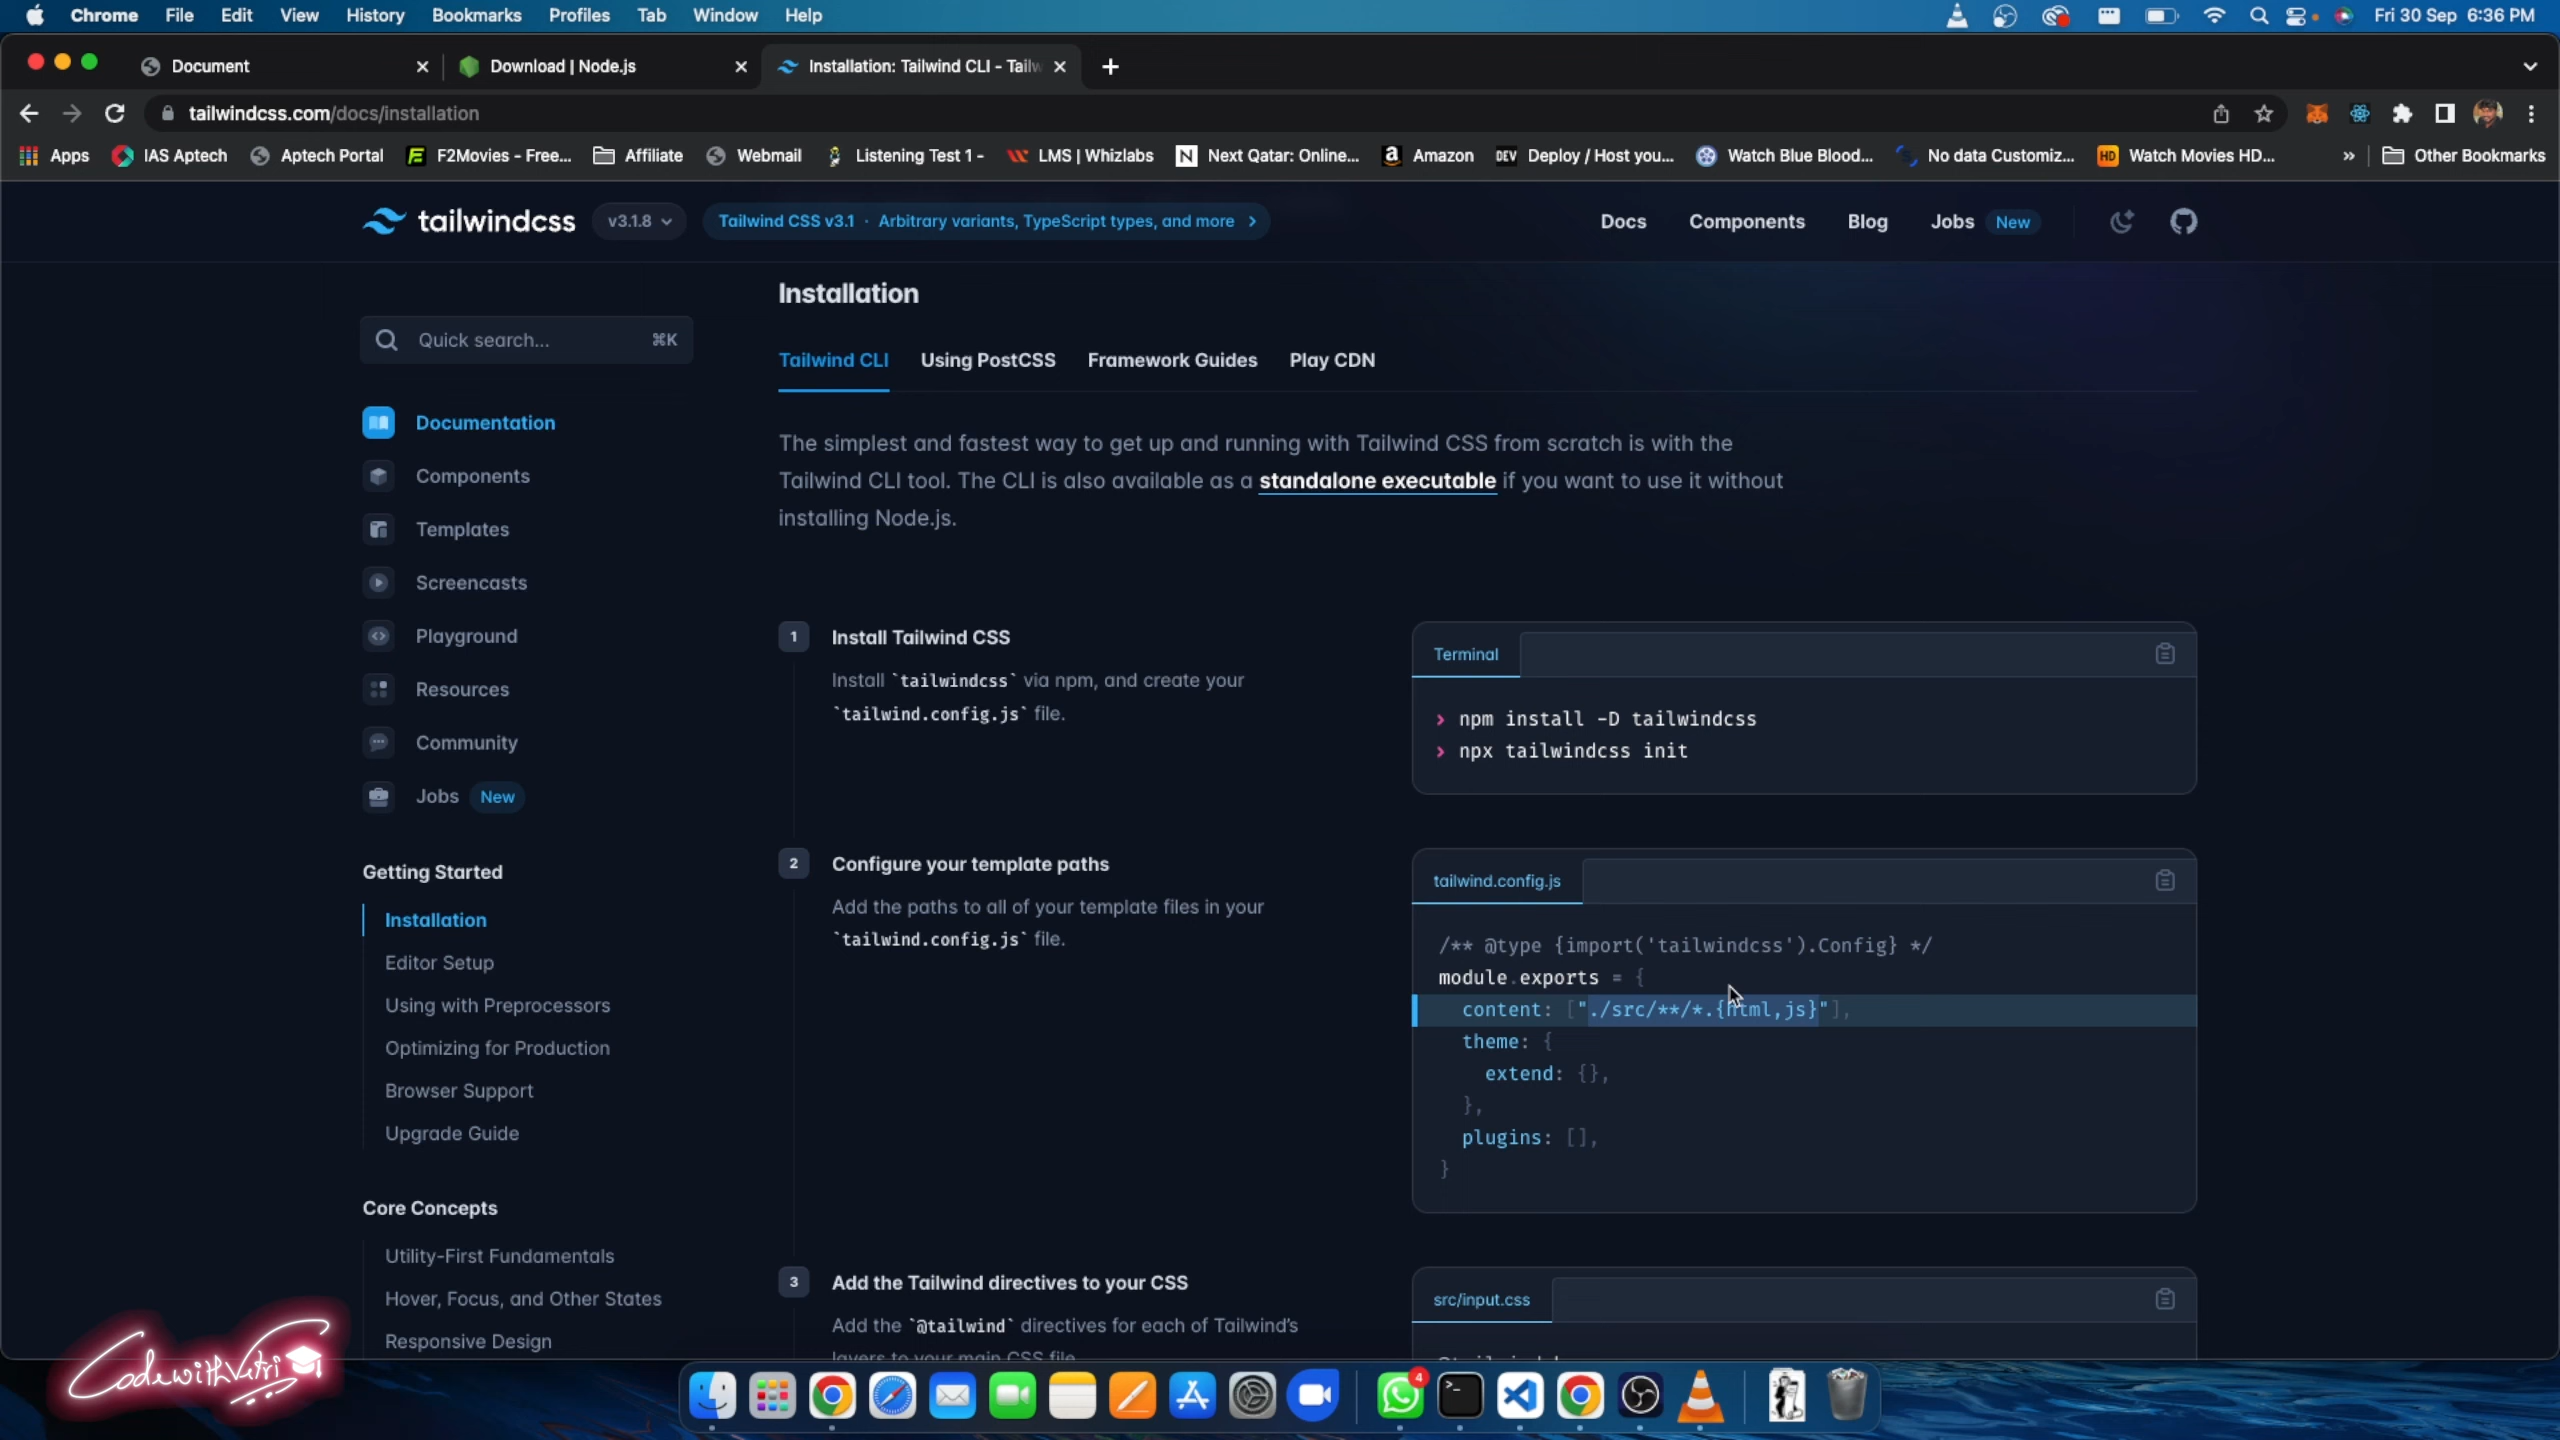 Chrome File Edit View History Bookmarks Profiles Tab Window Help Fri 30 Sep 6:36 PM
Document Download | Node.js Installation: Tailwind CLI - Tailw
tailwindcss.com/docs/installation
Apps IAS Aptech Aptech Portal F2Movies - Free... Affiliate Webmail Listening Test 1 - LMS | Whizlabs Next Qatar: Online... Amazon DEV Deploy / Host you... Watch Blue Blood... No data Customiz... HD Watch Movies HD... » Other Bookmarks
tailwindcss v3.1.8 Tailwind CSS v3.1 · Arbitrary variants, TypeScript types, and more Docs Components Blog Jobs New
Quick search... ⌘K
Documentation
Components
Templates
Screencasts
Playground
Resources
Community
Jobs New
Getting Started
Installation
Editor Setup
Using with Preprocessors
Optimizing for Production
Browser Support
Upgrade Guide
Core Concepts
Utility-First Fundamentals
Hover, Focus, and Other States
Responsive Design
Installation
Tailwind CLI Using PostCSS Framework Guides Play CDN
The simplest and fastest way to get up and running with Tailwind CSS from scratch is with the
Tailwind CLI tool. The CLI is also available as a standalone executable if you want to use it without
installing Node.js.
1 Install Tailwind CSS
Install `tailwindcss` via npm, and create your
`tailwind.config.js` file.
Terminal
› npm install -D tailwindcss
› npx tailwindcss init
2 Configure your template paths
Add the paths to all of your template files in your
`tailwind.config.js` file.
tailwind.config.js
/** @type {import('tailwindcss').Config} */
module.exports = {
content: ["./src/**/*.{html,js}"],
theme: {
extend: {},
},
plugins: [],
}
3 Add the Tailwind directives to your CSS
Add the `@tailwind` directives for each of Tailwind's
layers to your main CSS file
src/input.css
CodewithVetri
4